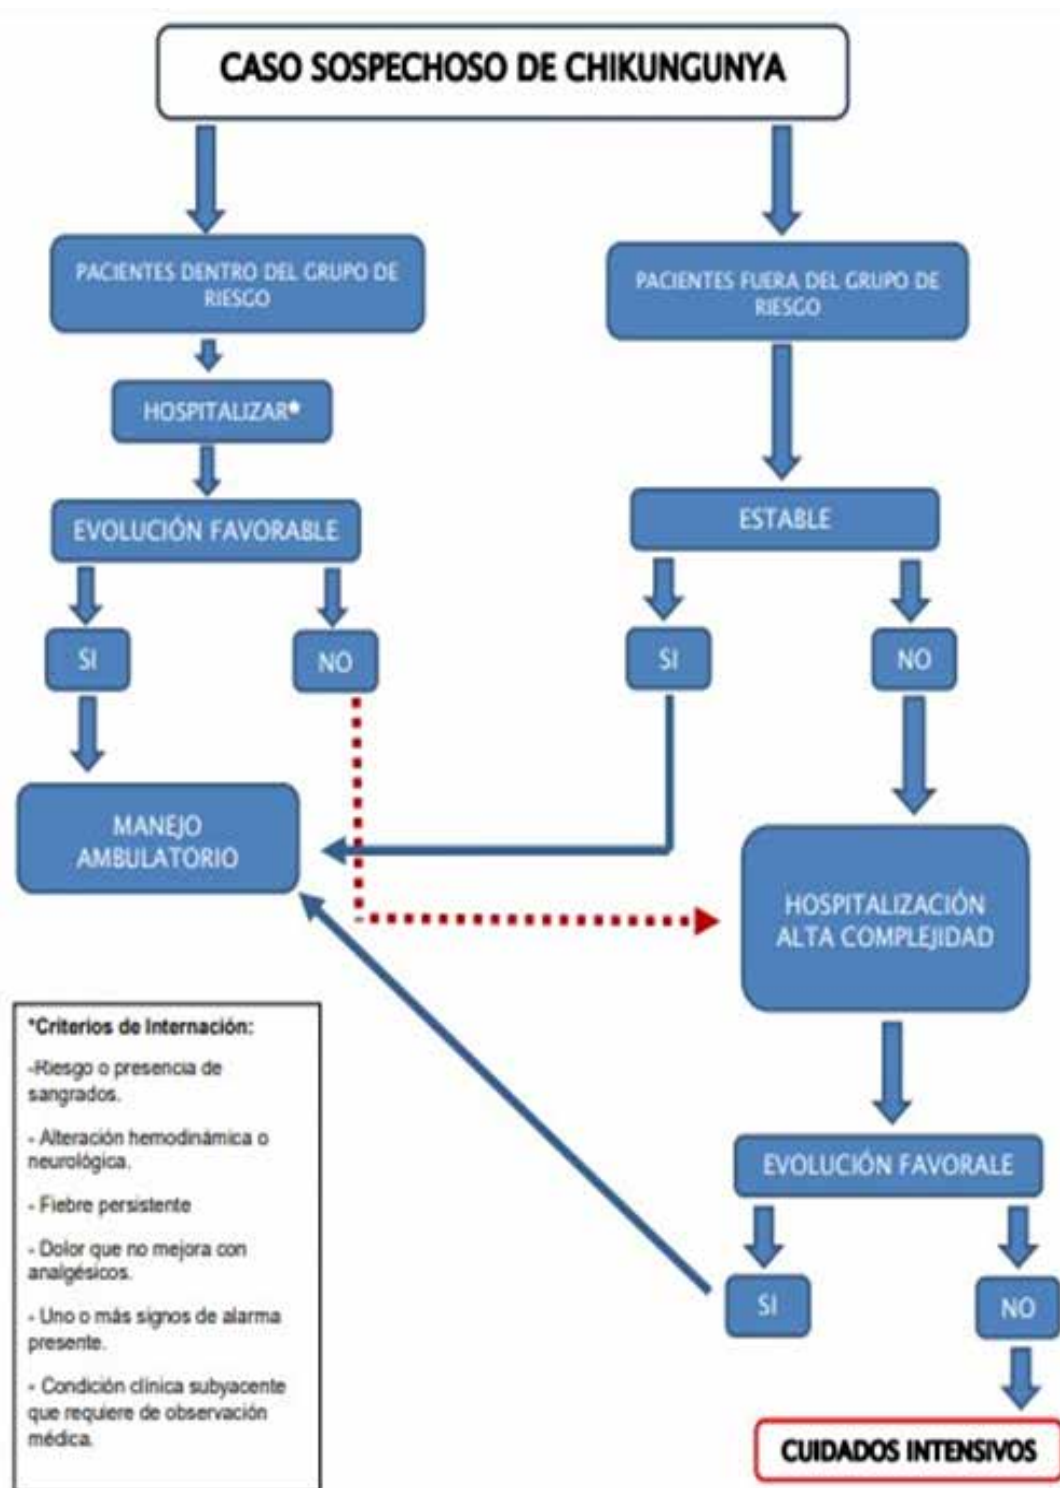 CASO SOSPECHOSO DE CHIKUNGUNYA
PACIENTES DENTRO DEL GRUPO DE
RIESGO
PACIENTES FUERA DEL GRUPO DE
RIESGO
HOSPITALIZAR*
EVOLUCIÓN FAVORABLE
ESTABLE
SI
NO
SI
NO
MANEJO
AMBULATORIO
HOSPITALIZACIÓN
ALTA COMPLEJIDAD
*Criterios de Internación:
-Riesgo o presencia de
sangrados.
- Alteración hemodinámica o
neurológica.
- Fiebre persistente
- Dolor que no mejora con
analgésicos.
- Uno o más signos de alarma
presente.
- Condición clínica subyacente
que requiere de observación
médica.
EVOLUCIÓN FAVORALE
SI
NO
CUIDADOS INTENSIVOS